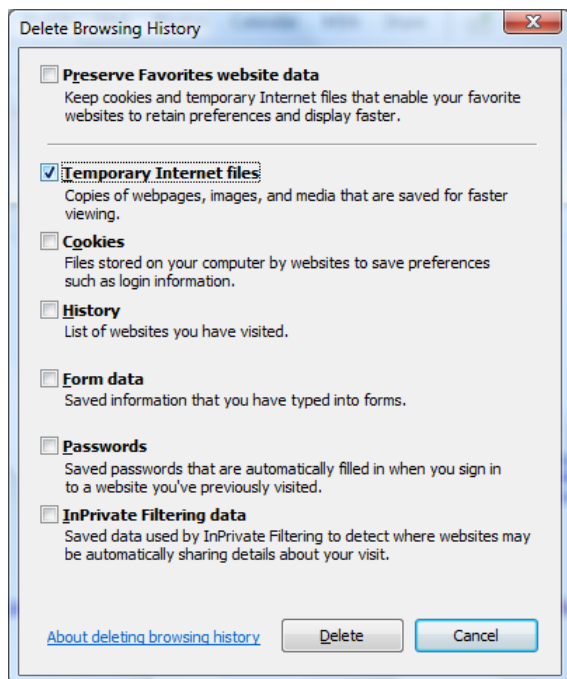 Delete Browsing History
Preserve Favorites website data
Keep cookies and temporary Internet files that enable your favorite
websites to retain preferences and display faster.
Temporary Internet files
Copies of webpages, images, and media that are saved for faster
viewing.
Cookies
Files stored on your computer by websites to save preferences
such as login information.
History
List of websites you have visited.
Form data
Saved information that you have typed into forms.
Passwords
Saved passwords that are automatically filled in when you sign in
to a website you've previously visited.
InPrivate Filtering data
Saved data used by InPrivate Filtering to detect where websites may
be automatically sharing details about your visit.
About deleting browsing history Delete Cancel